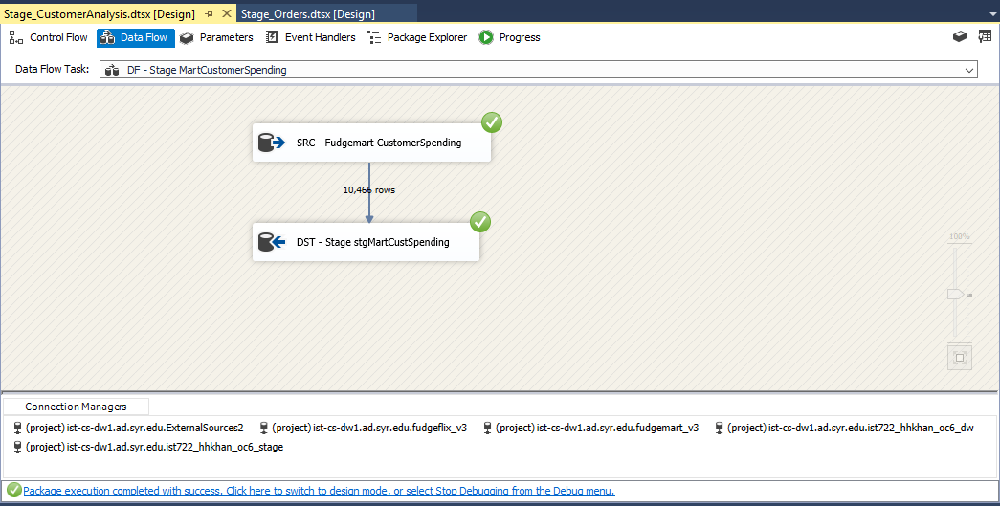 Stage_CustomerAnalysis.dtsx [Design] Stage_Orders.dtsx [Design]
Control Flow Data Flow Parameters Event Handlers Package Explorer Progress
Data Flow Task: DF - Stage MartCustomerSpending
SRC - Fudgemart CustomerSpending
10,466 rows
DST - Stage stgMartCustSpending
100%
Connection Managers
(project) ist-cs-dw1.ad.syr.edu.ExternalSources2 (project) ist-cs-dw1.ad.syr.edu.fudgeflix_v3 (project) ist-cs-dw1.ad.syr.edu.fudgemart_v3 (project) ist-cs-dw1.ad.syr.edu.ist722_hhkhan_oc6_dw
(project) ist-cs-dw1.ad.syr.edu.ist722_hhkhan_oc6_stage
Package execution completed with success. Click here to switch to design mode, or select Stop Debugging from the Debug menu.